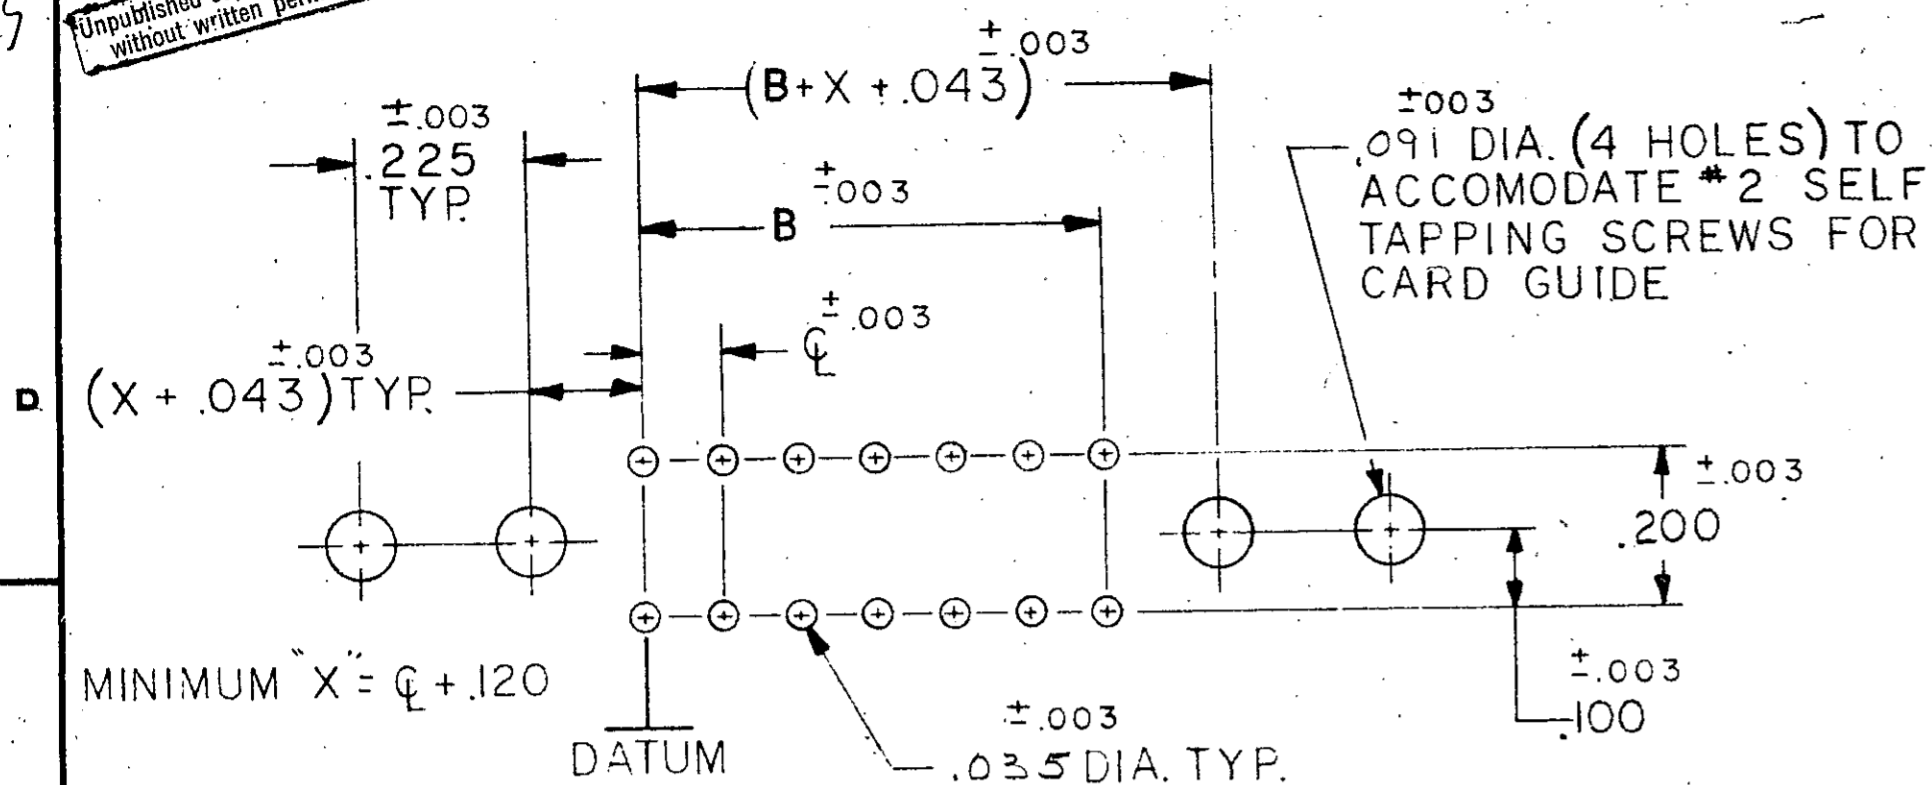 Unpublished
without written
±.003
(B+X +.043)
±.003
.225
TYP.
±.003
B
±003
.091 DIA. (4 HOLES) TO
ACCOMODATE #2 SELF
TAPPING SCREWS FOR
CARD GUIDE
±.003
℄
±.003
(X + .043) TYP.
D
±.003
.200
MINIMUM "X" = ℄ + .120
±.003
.100
DATUM
±.003
.035 DIA. TYP.